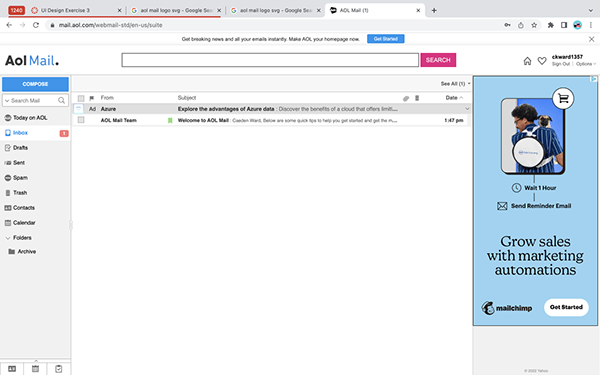 1240
UI Design Exercise 3
aol mail logo svg - Google Sea
aol mail logo svg - Google Sca
AOL Mail (1)
mail.aol.com/webmail-std/en-us/suite
Get breaking news and all your emails instantly. Make AOL your homepage now.
Get Started
Aol Mail.
SEARCH
ckward1357
Sign Out
Options
COMPOSE
Search Mail
Today on AOL
Inbox
1
Drafts
Sent
Spam
Trash
Contacts
Calendar
Folders
Archive
See All (1)
From Subject Date
Ad Azure Explore the advantages of Azure data : Discover the benefits of a cloud that offers limitl...
AOL Mail Team Welcome to AOL Mail : Caeden Ward, Below are some quick tips to help you get started and get the m... 1:47 pm
Wait 1 Hour
Send Reminder Email
Grow sales
with marketing
automations
mailchimp
Get Started
© 2022 Yahoo